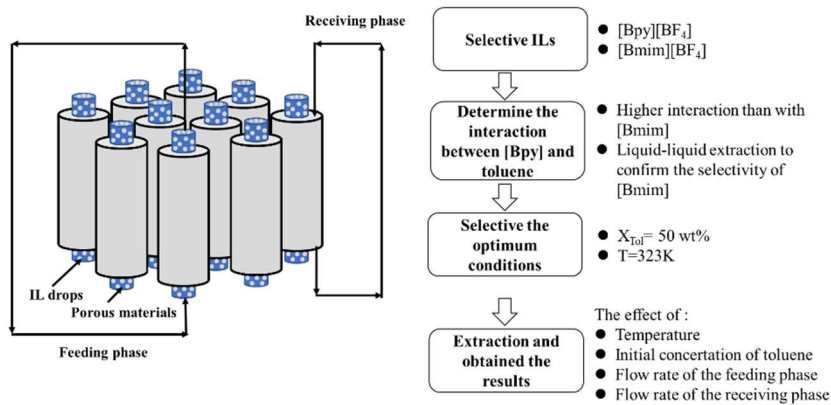 Receiving phase
IL drops
Porous materials
Feeding phase
Selective ILs
● [Bpy][BF₄]
● [Bmim][BF₄]
Determine the
interaction
between [Bpy] and
toluene
● Higher interaction than with
[Bmim]
● Liquid-liquid extraction to
confirm the selectivity of
[Bmim]
Selective the
optimum
conditions
● X_Tol= 50 wt%
● T=323K
Extraction and
obtained the
results
The effect of :
● Temperature
● Initial concertation of toluene
● Flow rate of the feeding phase
● Flow rate of the receiving phase